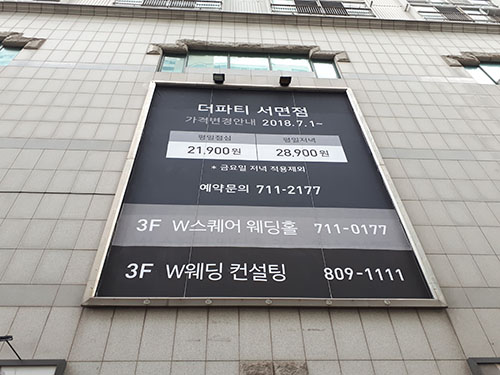 더파티 서면점
가격변경안내 2018.7.1~
평일점심 평일저녁
21,900원 28,900원
* 금요일 저녁 적용제외
예약문의 711-2177
3F W스퀘어 웨딩홀 711-0177
3F W웨딩 컨설팅 809-1111